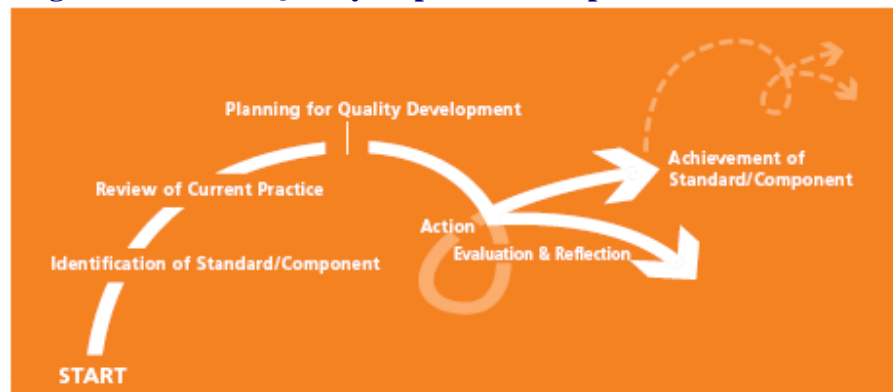 Planning for Quality Development
Review of Current Practice
Identification of Standard/Component
START
Action
Evaluation & Reflection
Achievement of
Standard/Component